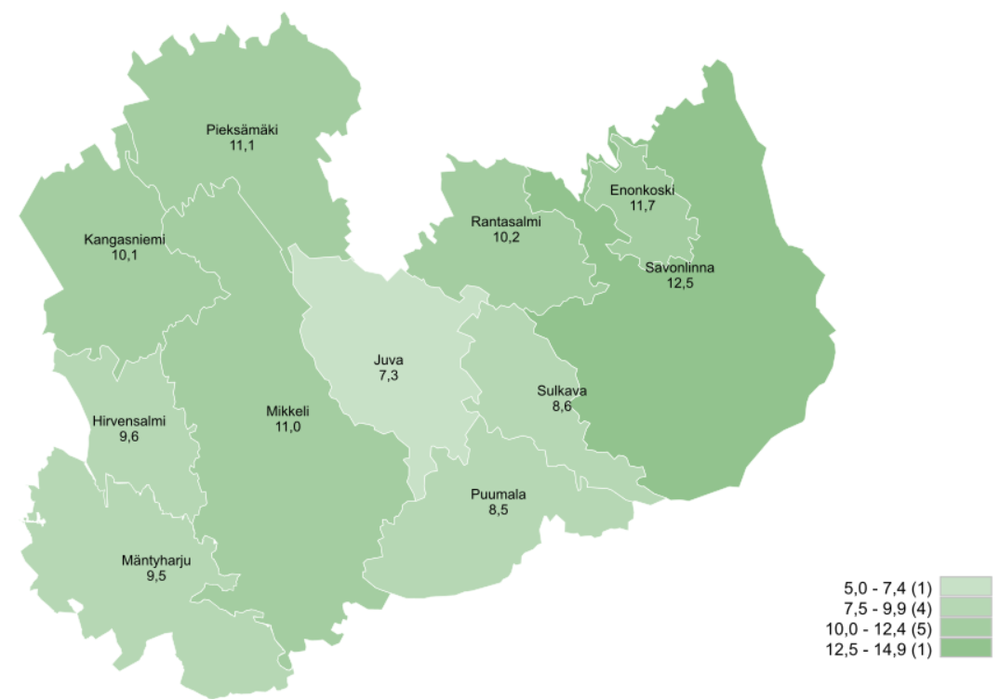 Pieksämäki
11,1
Enonkoski
11,7
Rantasalmi
10,2
Kangasniemi
10,1
Savonlinna
12,5
Juva
7,3
Sulkava
8,6
Mikkeli
11,0
Hirvensalmi
9,6
Puumala
8,5
Mäntyharju
9,5
5,0 - 7,4 (1)
7,5 - 9,9 (4)
10,0 - 12,4 (5)
12,5 - 14,9 (1)